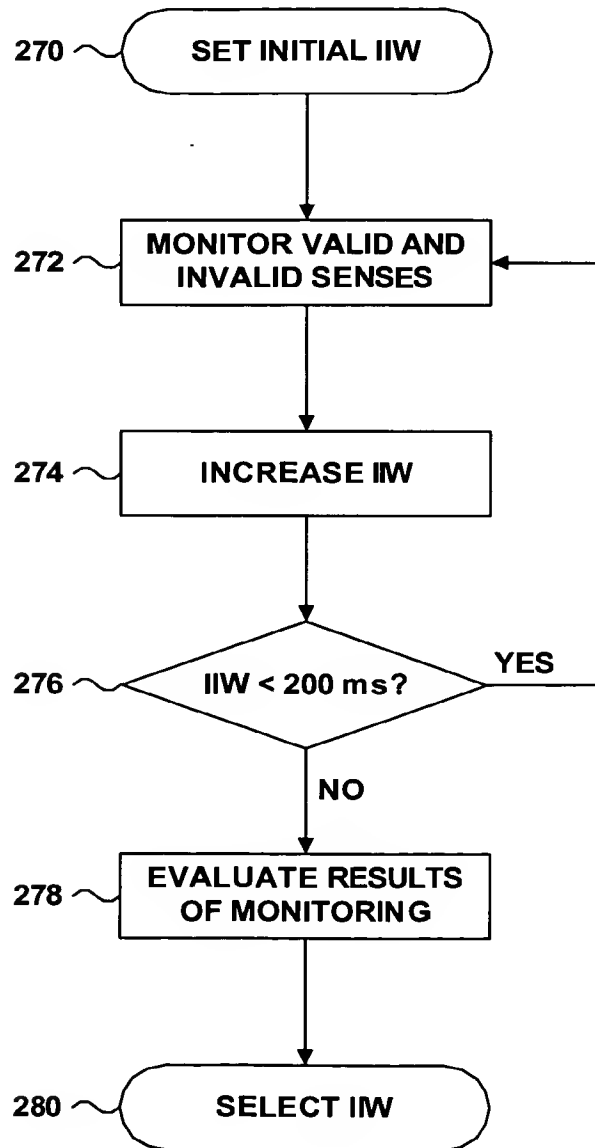 270 SET INITIAL IIW
272 MONITOR VALID AND
INVALID SENSES
274 INCREASE IIW
276 IIW < 200 ms? YES
NO
278 EVALUATE RESULTS
OF MONITORING
280 SELECT IIW